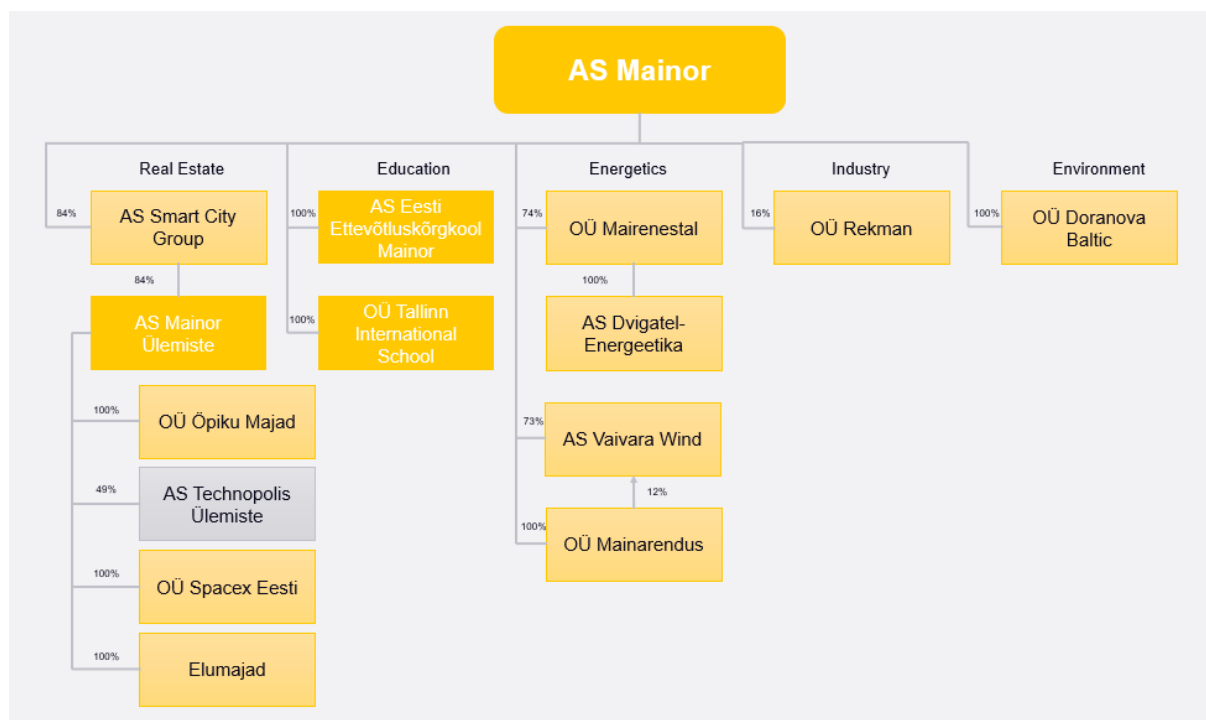 AS Mainor
Real Estate
Education
Energetics
Industry
Environment
84%
AS Smart City
Group
100%
AS Eesti
Ettevõtluskõrgkool
Mainor
74%
OÜ Mairenestal
16%
OÜ Rekman
100%
OÜ Doranova
Baltic
84%
100%
AS Mainor
Ülemiste
100%
OÜ Tallinn
International
School
AS Dvigatel-
Energeetika
100%
OÜ Öpiku Majad
73%
AS Vaivara Wind
49%
AS Technopolis
Ülemiste
12%
100%
OÜ Mainarendus
100%
OÜ Spacex Eesti
100%
Elumajad